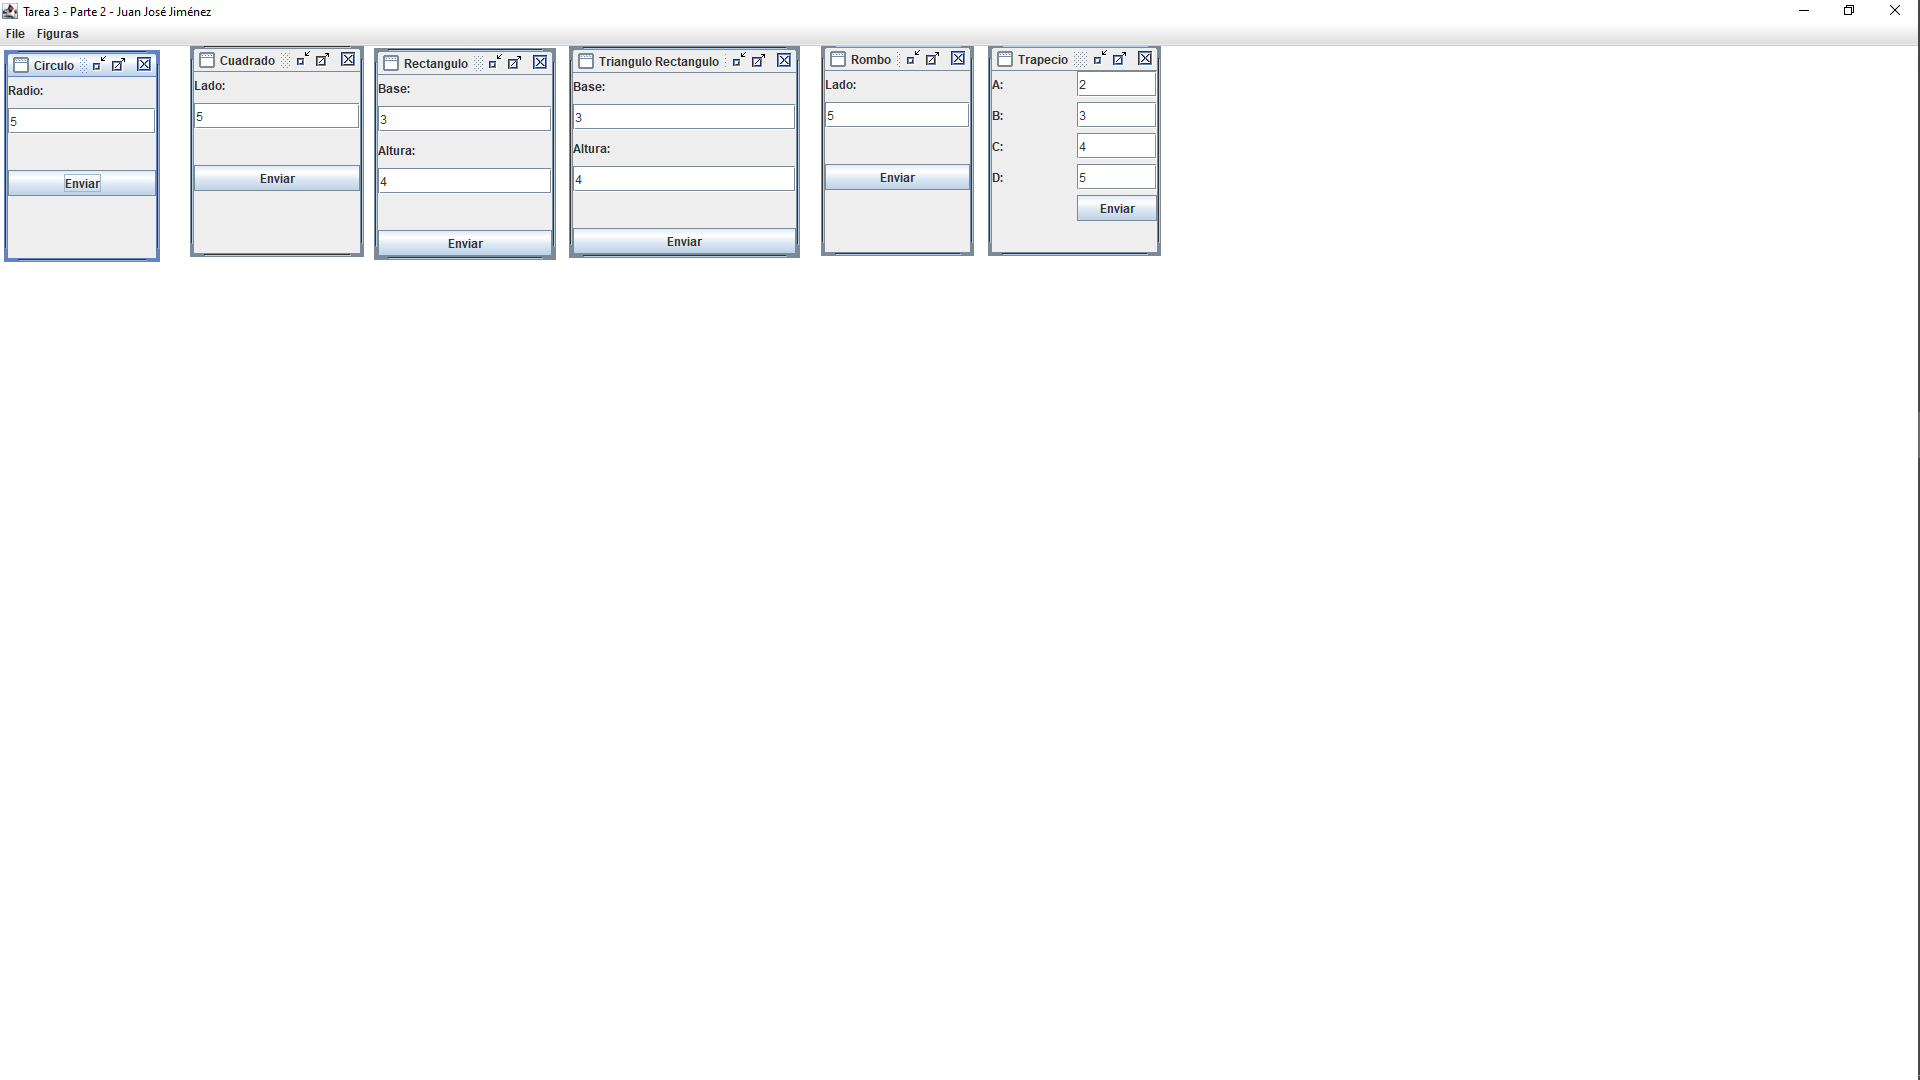 Tarea 3 - Parte 2 - Juan José Jiménez
File Figuras
Circulo
Radio:
5
Enviar
Cuadrado
Lado:
5
Enviar
Rectangulo
Base:
3
Altura:
4
Enviar
Triangulo Rectangulo
Base:
3
Altura:
4
Enviar
Rombo
Lado:
5
Enviar
Trapecio
A: 2
B: 3
C: 4
D: 5
Enviar